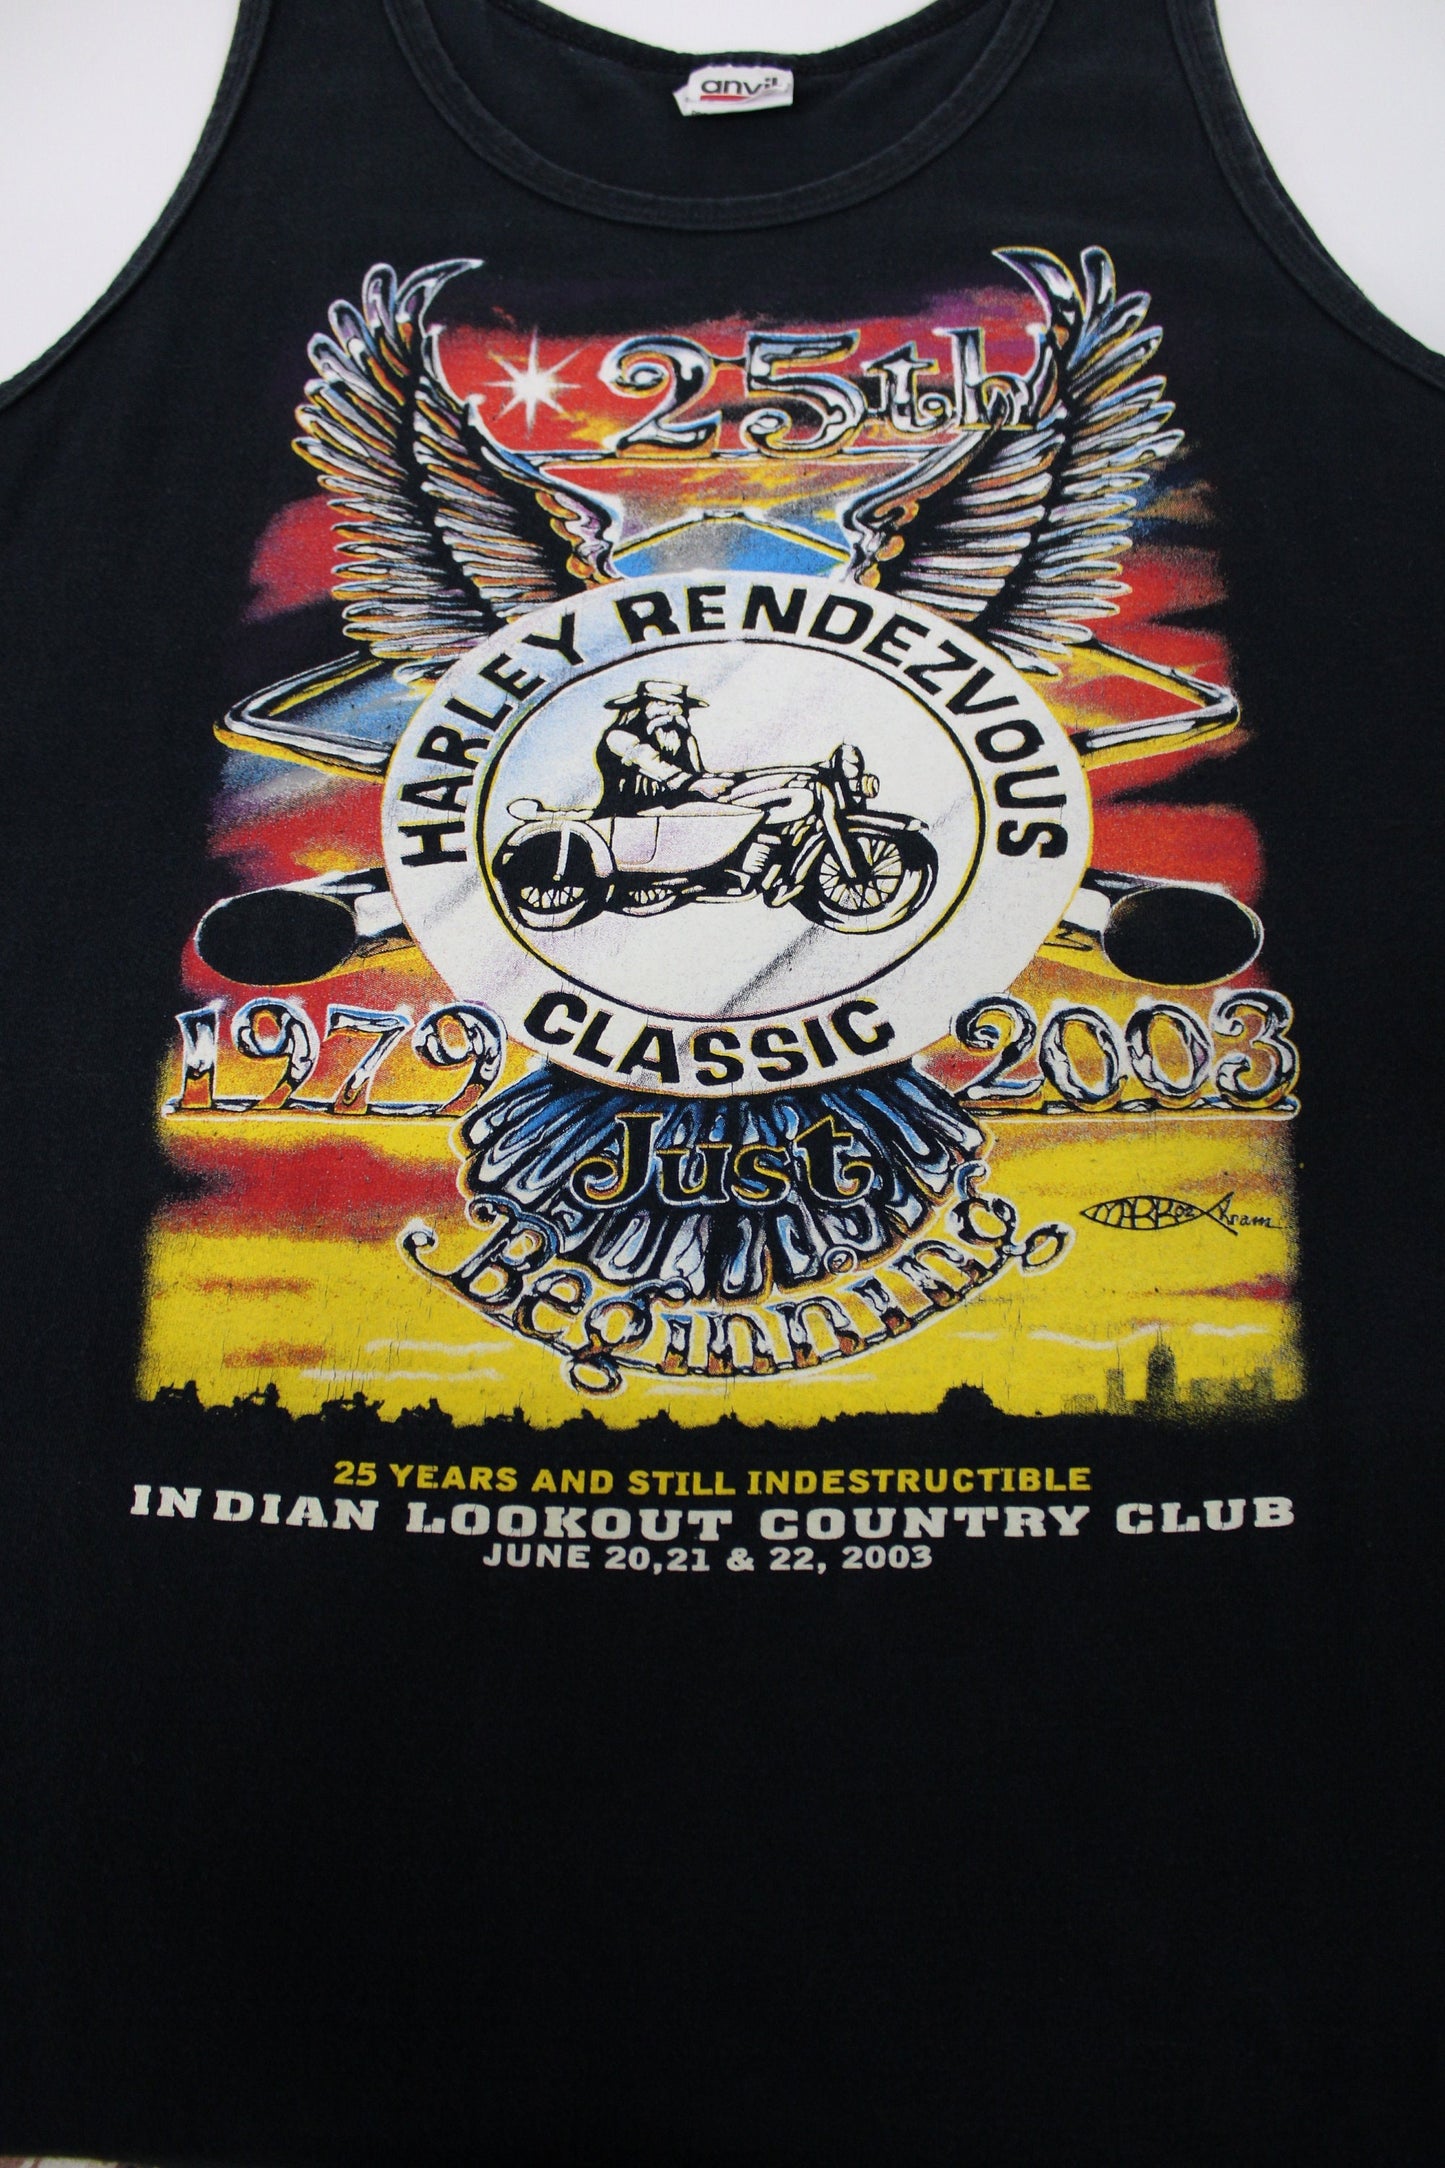 anvil
25th
HARLEY RENDEZVOUS
CLASSIC
1979 2003
Just
Beginning
Kram
25 YEARS AND STILL INDESTRUCTIBLE
INDIAN LOOKOUT COUNTRY CLUB
JUNE 20,21 & 22, 2003